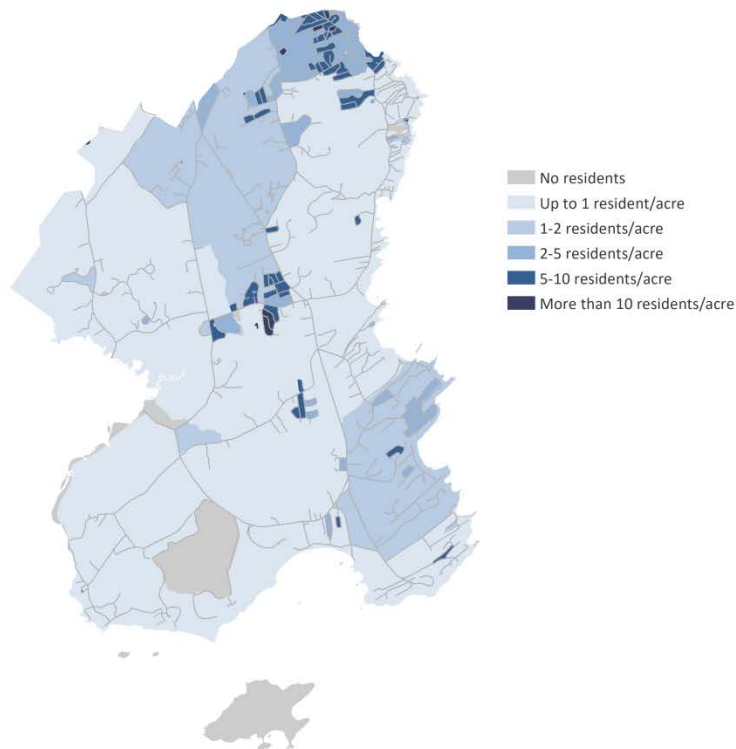 No residents
Up to 1 resident/acre
1-2 residents/acre
2-5 residents/acre
5-10 residents/acre
More than 10 residents/acre